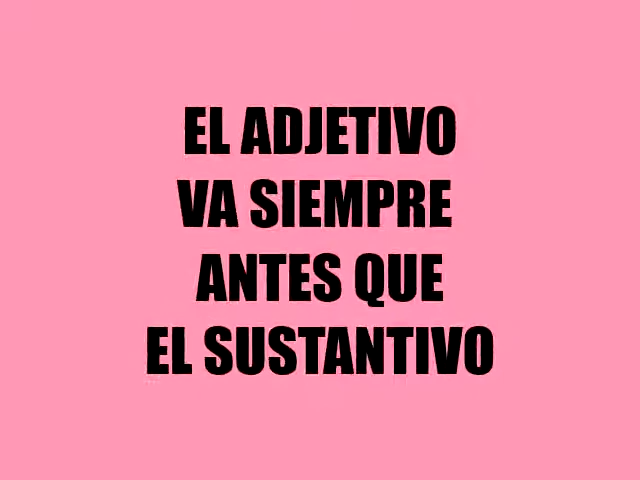 EL ADJETIVO
VA SIEMPRE
ANTES QUE
EL SUSTANTIVO